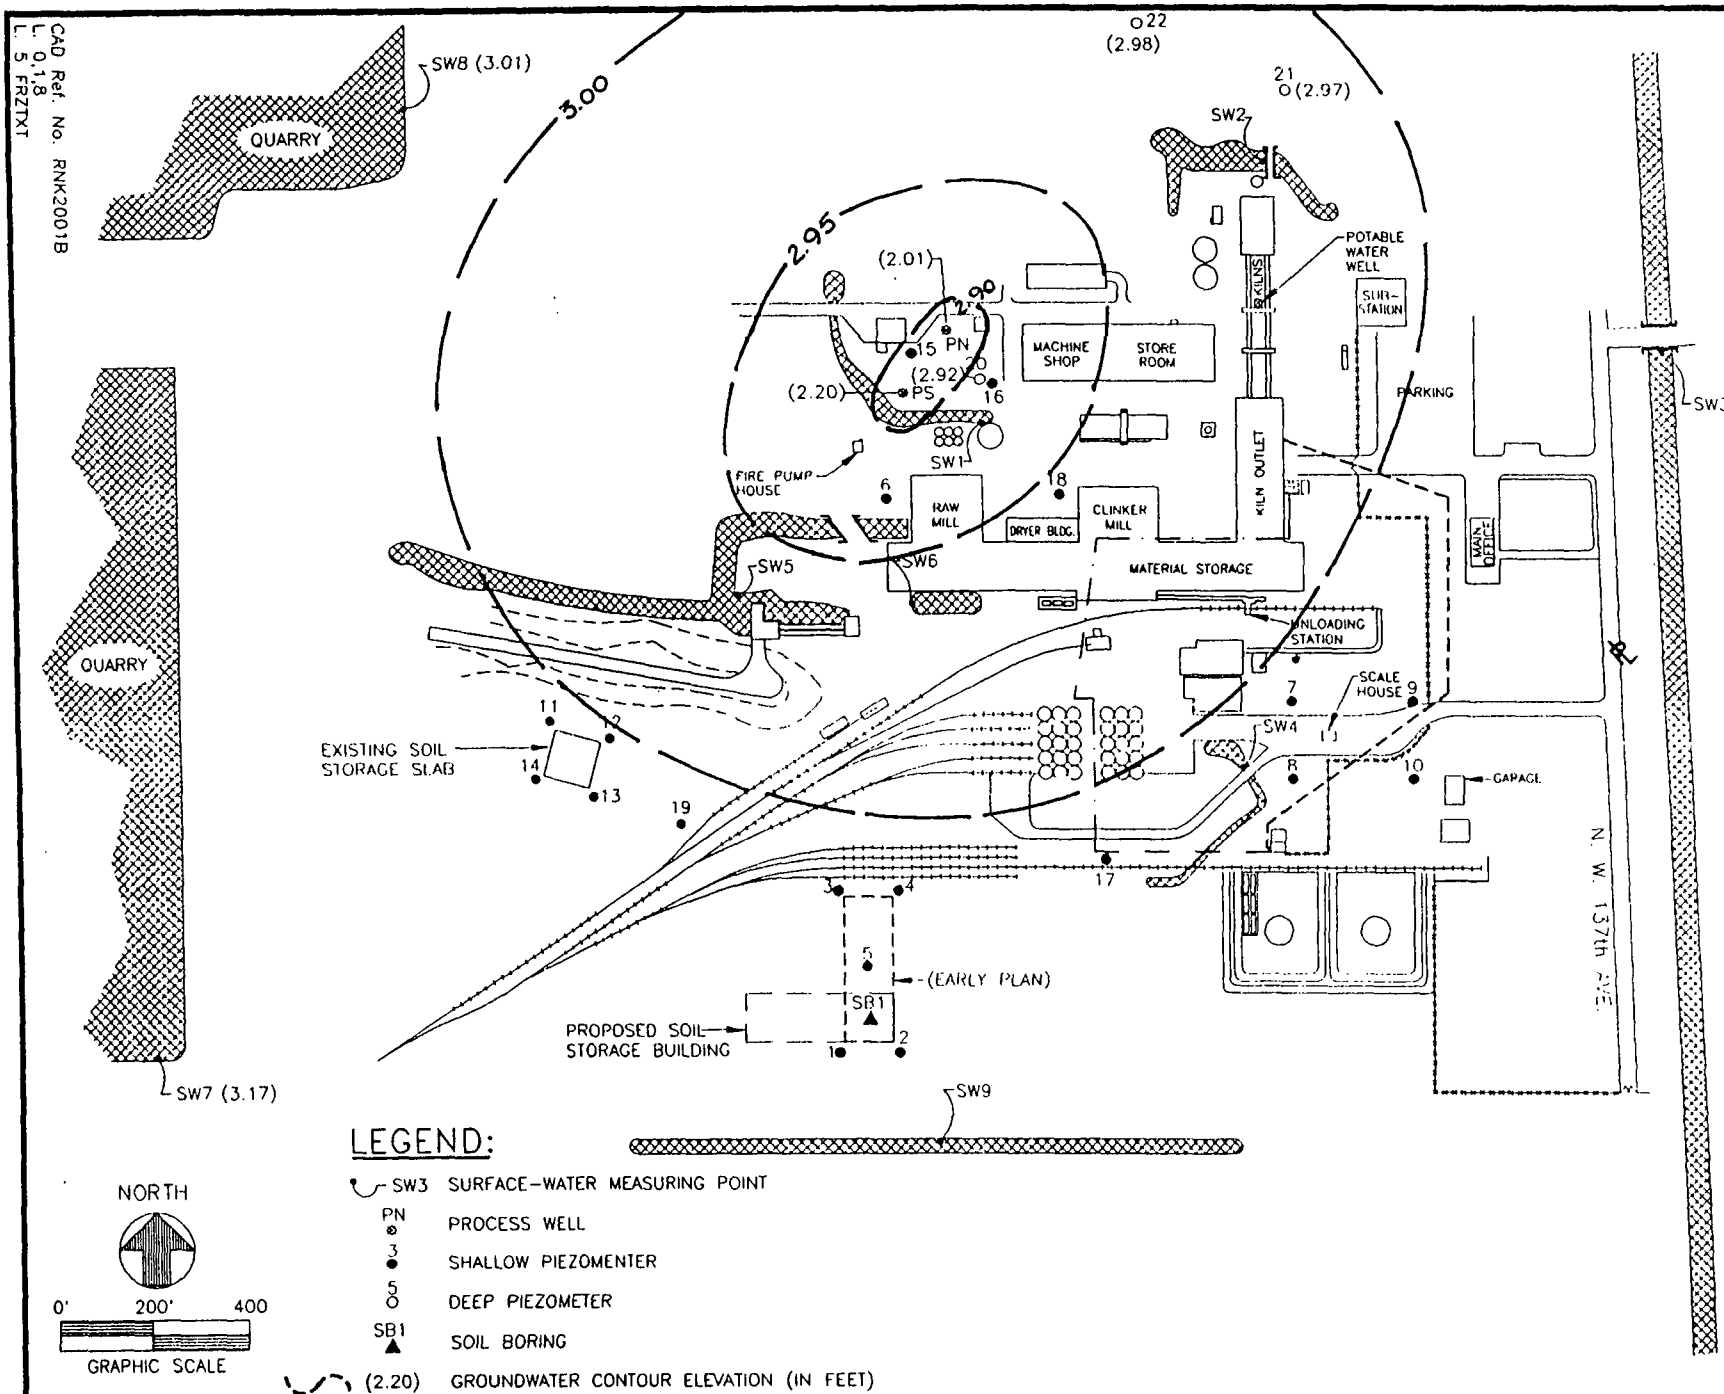 CAD Ref. No. RNK2001B
L: 0,1,8
L: 5 FRZTXT
SW8 (3.01)
QUARRY
3.00
22
(2.98)
21
(2.97)
SW2
2.95
(2.01)
2.90
PN
15
20
(2.92)
16
(2.20)
PS
SW1
MACHINE
SHOP
STORE
ROOM
KILNS
POTABLE
WATER
WELL
SUB-
STATION
PARKING
SW3
FIRE PUMP
HOUSE
6
18
RAW
MILL
DRYER BLDG.
CLINKER
MILL
KILN OUTLET
MAIN
OFFICE
SW5
SW6
MATERIAL STORAGE
UNLOADING
STATION
QUARRY
11
12
EXISTING SOIL
STORAGE SLAB
14
13
19
7
SCALE
HOUSE
9
SW4
8
10
GARAGE
17
N. W. 137th AVE.
3
4
5
(EARLY PLAN)
SB1
PROPOSED SOIL
STORAGE BUILDING
1
2
SW7 (3.17)
SW9
LEGEND:
SW3 SURFACE-WATER MEASURING POINT
PN PROCESS WELL
3 SHALLOW PIEZOMENTER
5 DEEP PIEZOMETER
SB1 SOIL BORING
(2.20) GROUNDWATER CONTOUR ELEVATION (IN FEET)
NORTH
0' 200' 400
GRAPHIC SCALE